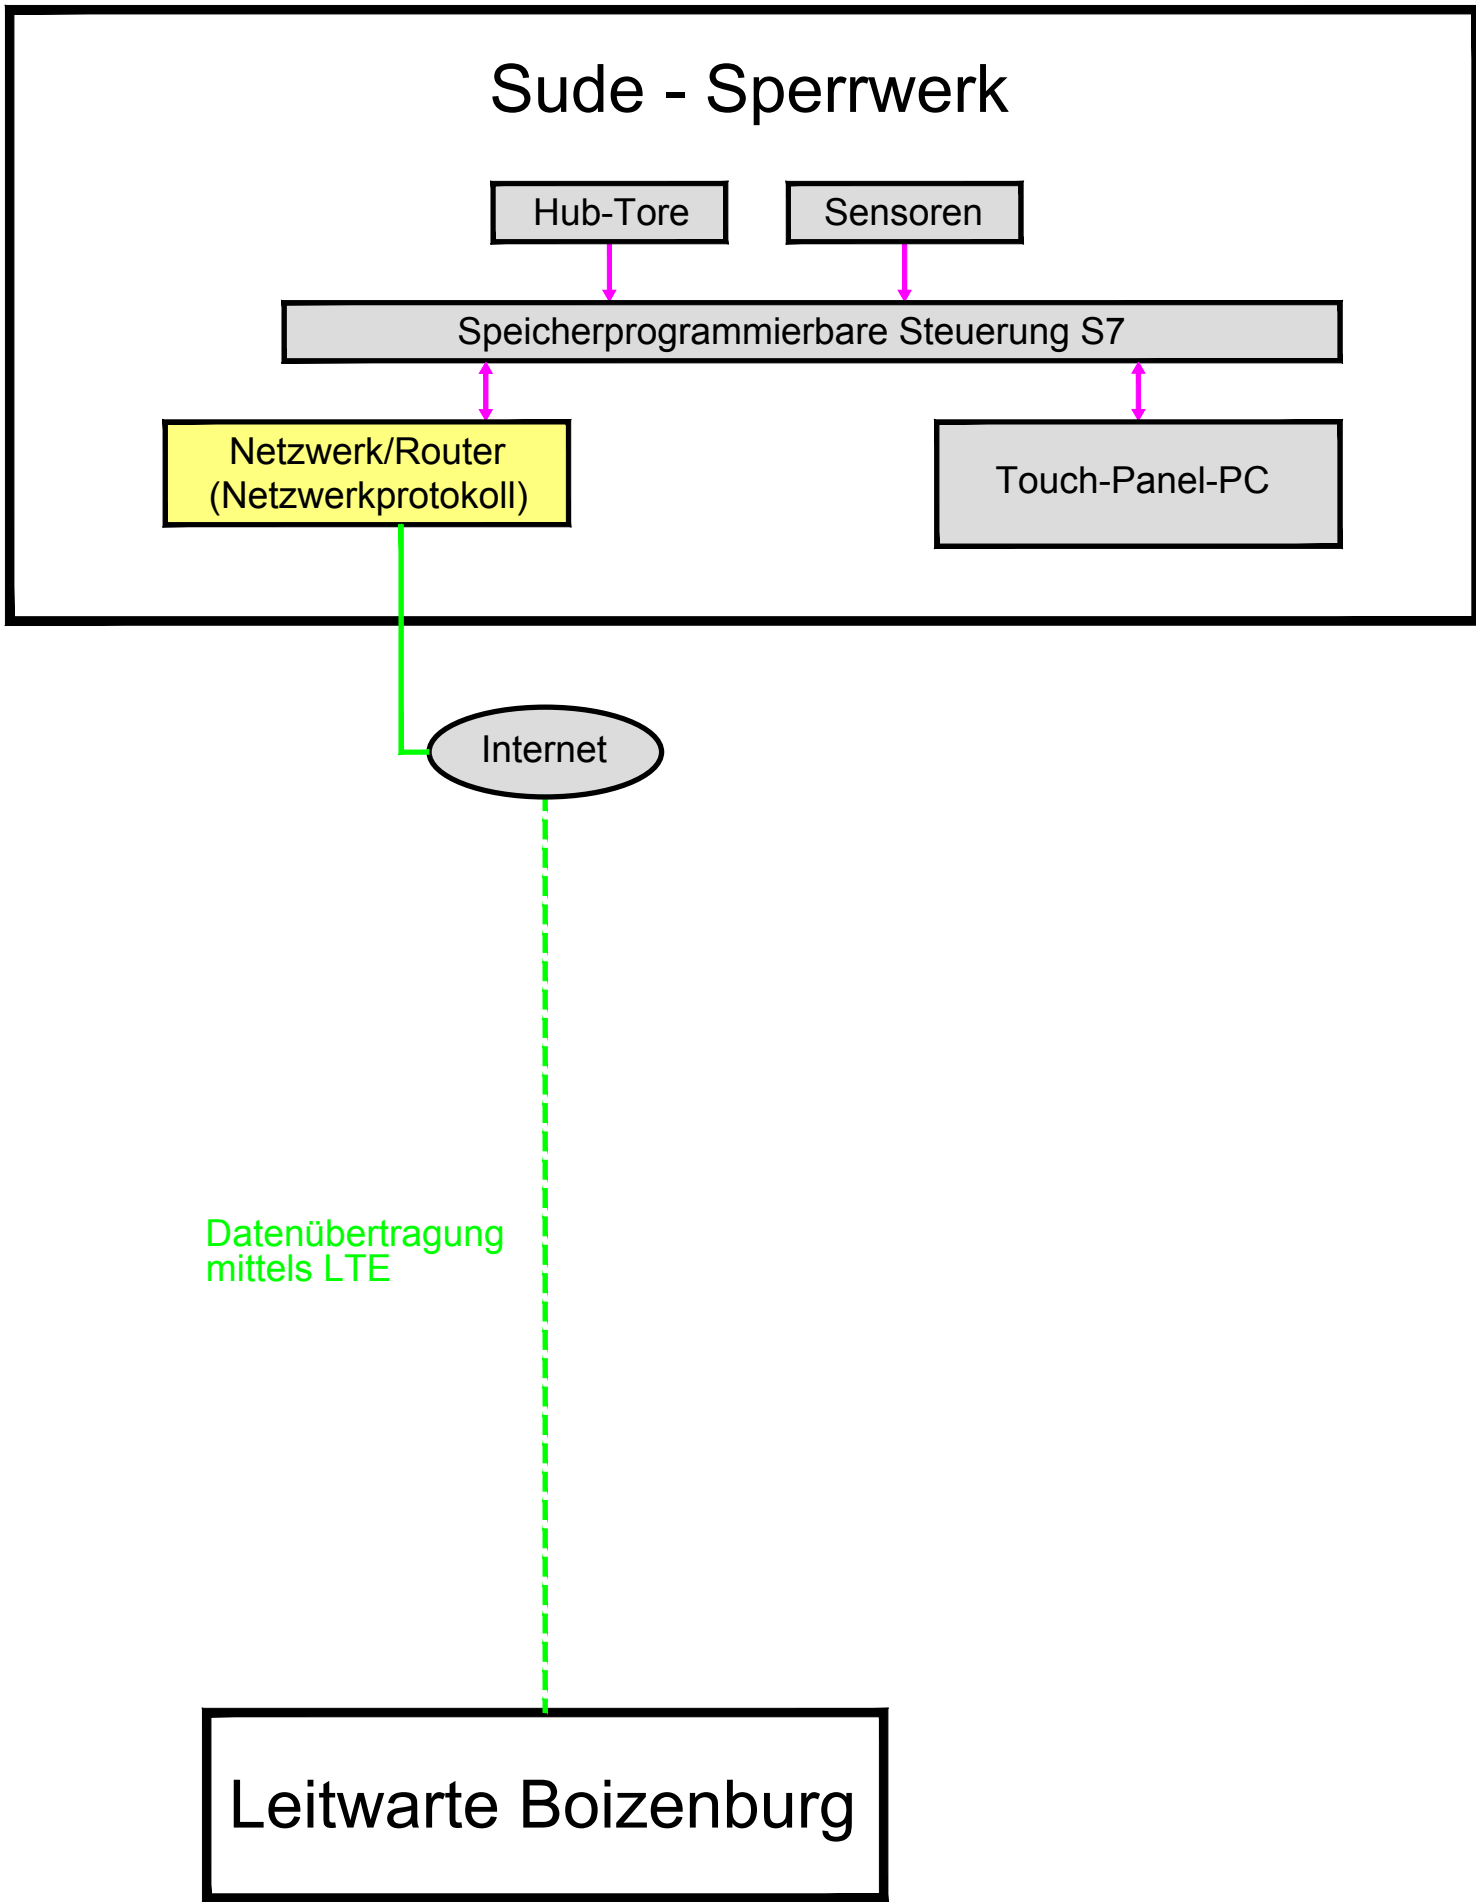 Sude - Sperrwerk
Hub-Tore
Sensoren
Speicherprogrammierbare Steuerung S7
Netzwerk/Router
(Netzwerkprotokoll)
Touch-Panel-PC
Internet
Datenübertragung
mittels LTE
Leitwarte Boizenburg